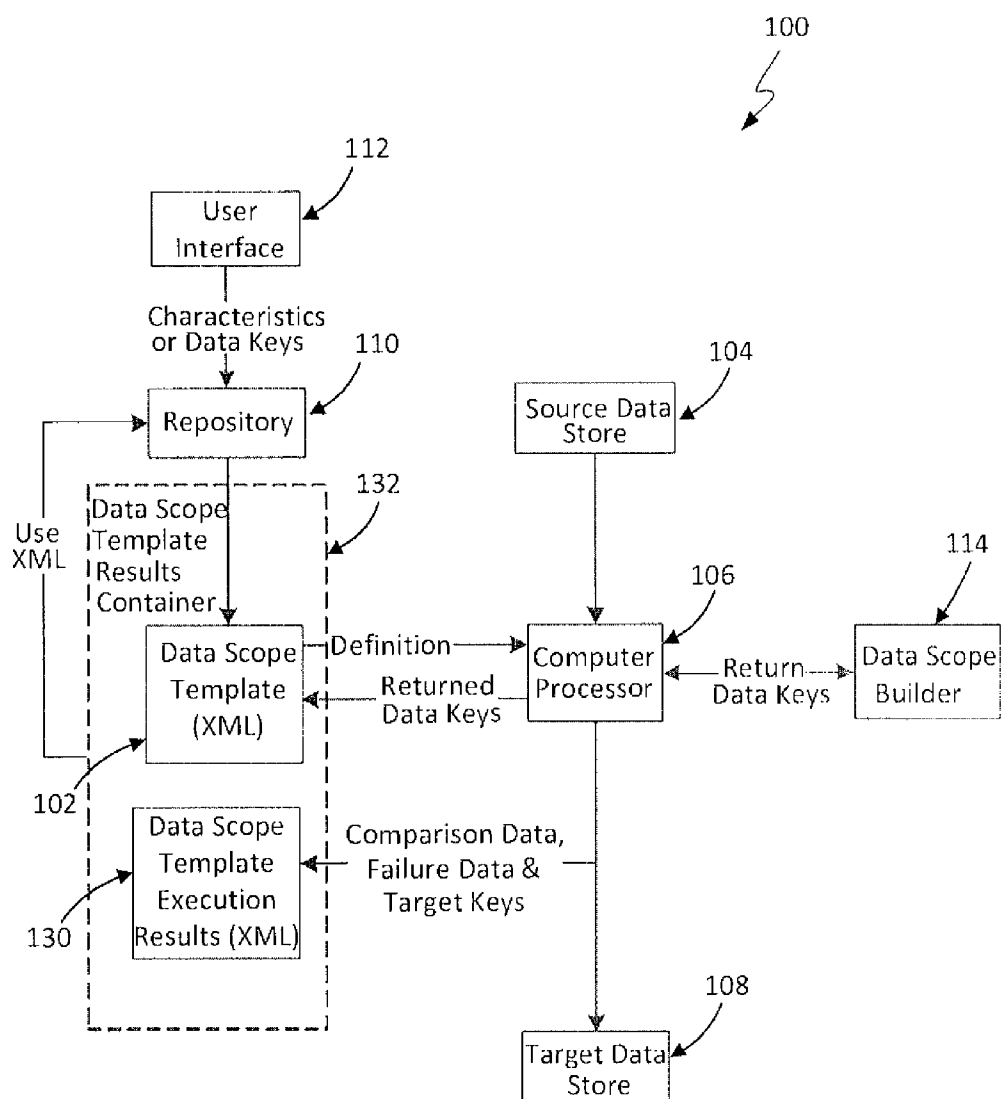 100
112
User
Interface
Characteristics
or Data Keys
110
Repository
104
Source Data
Store
132
Data Scope
Template
Results
Container
Use
XML
106
114
Data Scope
Template
(XML)
Definition
Returned
Data Keys
Computer
Processor
Return
Data Keys
Data Scope
Builder
102
Data Scope
Template
Execution
Results (XML)
130
Comparison Data,
Failure Data &
Target Keys
108
Target Data
Store